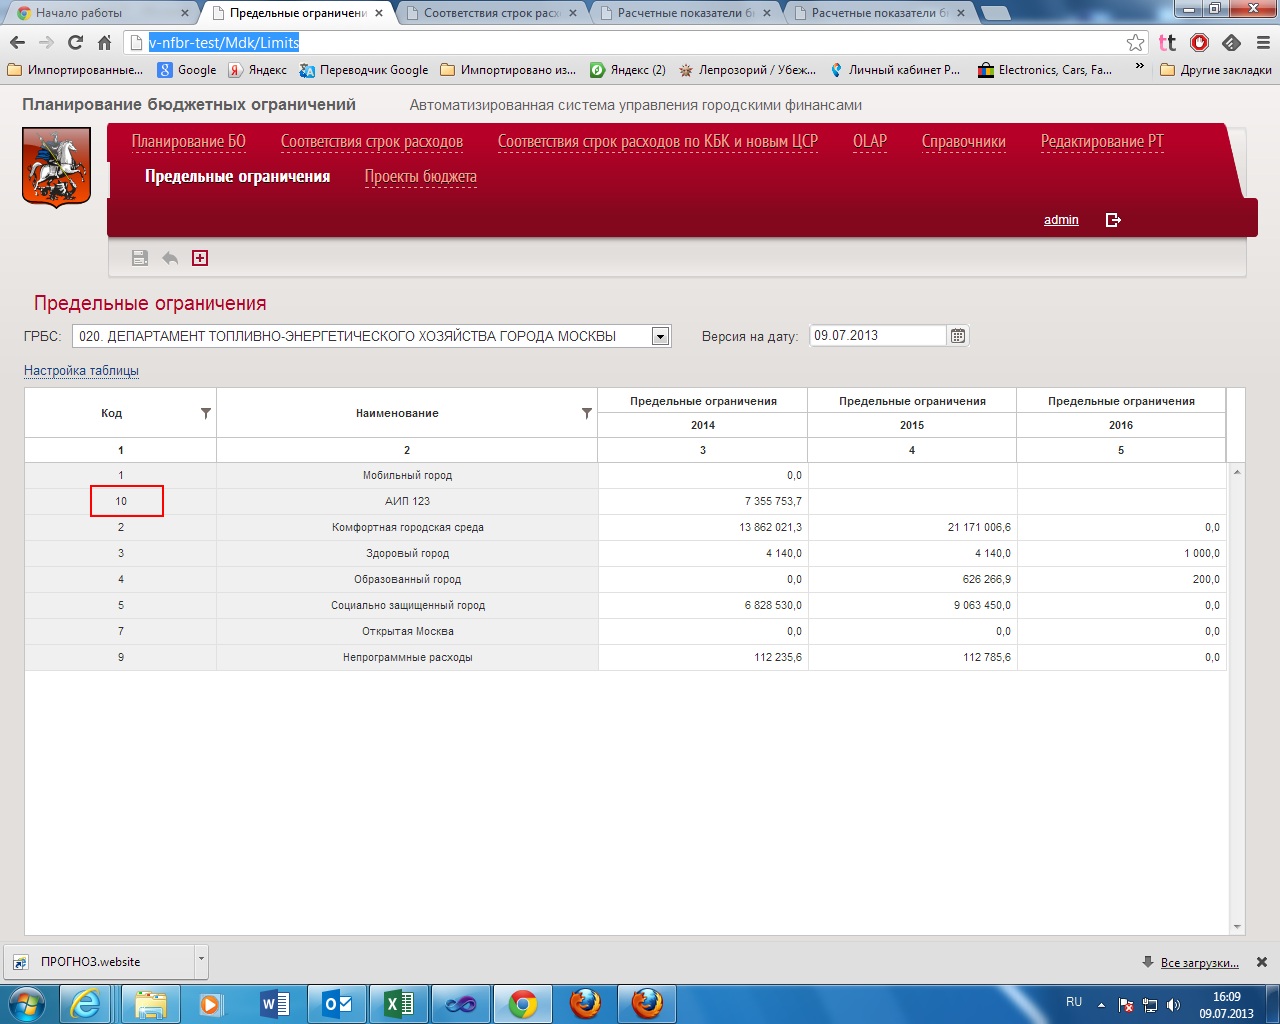 Начало работы
Предельные ограничени
Соответствия строк расх
Расчетные показатели б
Расчетные показатели б
v-nfbr-test/Mdk/Limits
tt
Импортированные...
Google
Яндекс
Переводчик Google
Импортировано из...
Яндекс (2)
Лепрозорий / Убеж...
Личный кабинет Р...
Electronics, Cars, Fa...
»
Другие закладки
Планирование бюджетных ограничений
Автоматизированная система управления городскими финансами
Планирование БО
Соответствия строк расходов
Соответствия строк расходов по КБК и новым ЦСР
OLAP
Справочники
Редактирование РТ
Предельные ограничения
Проекты бюджета
admin
Предельные ограничения
ГРБС: 020. ДЕПАРТАМЕНТ ТОПЛИВНО-ЭНЕРГЕТИЧЕСКОГО ХОЗЯЙСТВА ГОРОДА МОСКВЫ
Версия на дату: 09.07.2013
Настройка таблицы
Код Наименование Предельные ограничения Предельные ограничения Предельные ограничения
2014 2015 2016
1 2 3 4 5
1 Мобильный город 0,0
10 АИП 123 7 355 753,7
2 Комфортная городская среда 13 862 021,3 21 171 006,6 0,0
3 Здоровый город 4 140,0 4 140,0 1 000,0
4 Образованный город 0,0 626 266,9 200,0
5 Социально защищенный город 6 828 530,0 9 063 450,0 0,0
7 Открытая Москва 0,0 0,0 0,0
9 Непрограммные расходы 112 235,6 112 785,6 0,0
ПРОГНОЗ.website
Все загрузки...
RU
16:09
09.07.2013